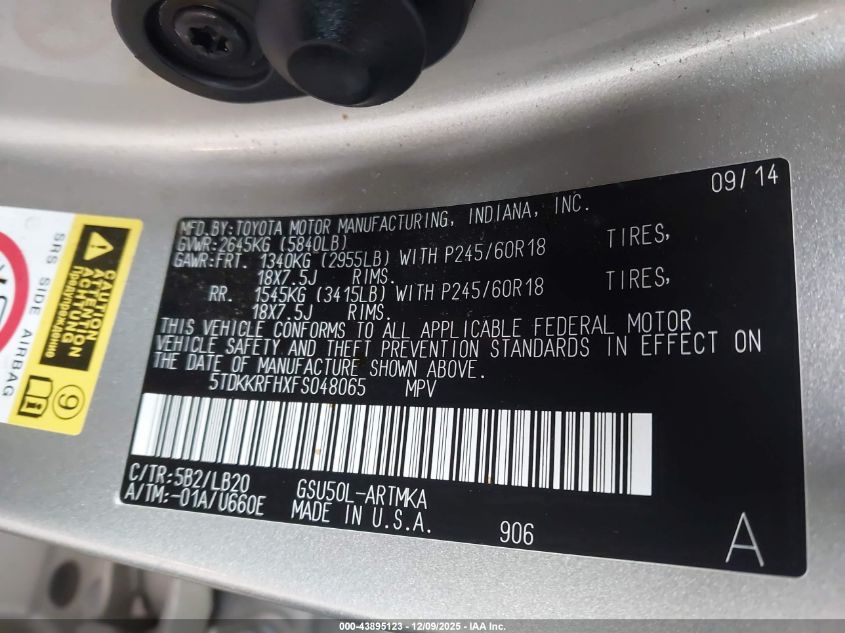 09/14
MFD.BY:TOYOTA MOTOR MANUFACTURING, INDIANA, INC.
GVWR:2645KG (5840LB)
GAWR:FRT. 1340KG (2955LB) WITH P245/60R18 TIRES,
18X7.5J RIMS.
RR. 1545KG (3415LB) WITH P245/60R18 TIRES,
18X7.5J RIMS.
THIS VEHICLE CONFORMS TO ALL APPLICABLE FEDERAL MOTOR
VEHICLE SAFETY AND THEFT PREVENTION STANDARDS IN EFFECT ON
THE DATE OF MANUFACTURE SHOWN ABOVE.
5TDKKRFHXFS048065 MPV
C/TR:5B2/LB20 GSU50L-ARTMKA
A/TM:-01A/U660E MADE IN U.S.A. 906
A
SRS SIDE AIRBAG
CAUTION
ATTENTION
ACHTUNG
Предупреждение
9
000-43895123 - 12/09/2025 - IAA Inc.